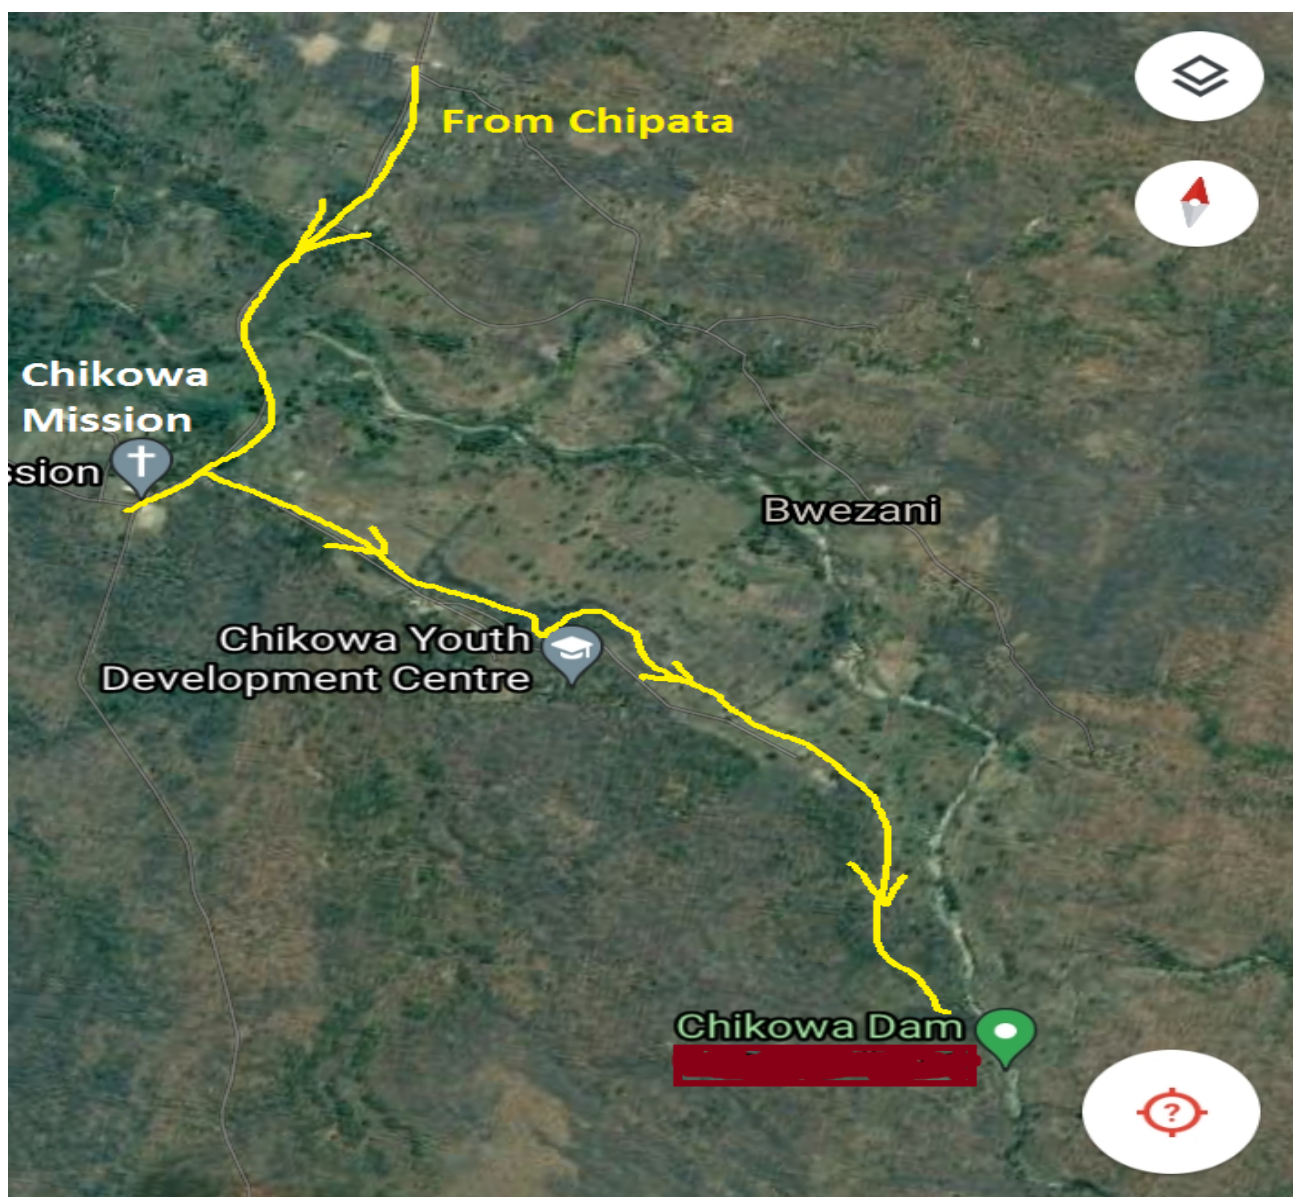 From Chipata
Chikowa
Mission
ssion
Bwezani
Chikowa Youth
Development Centre
Chikowa Dam
?